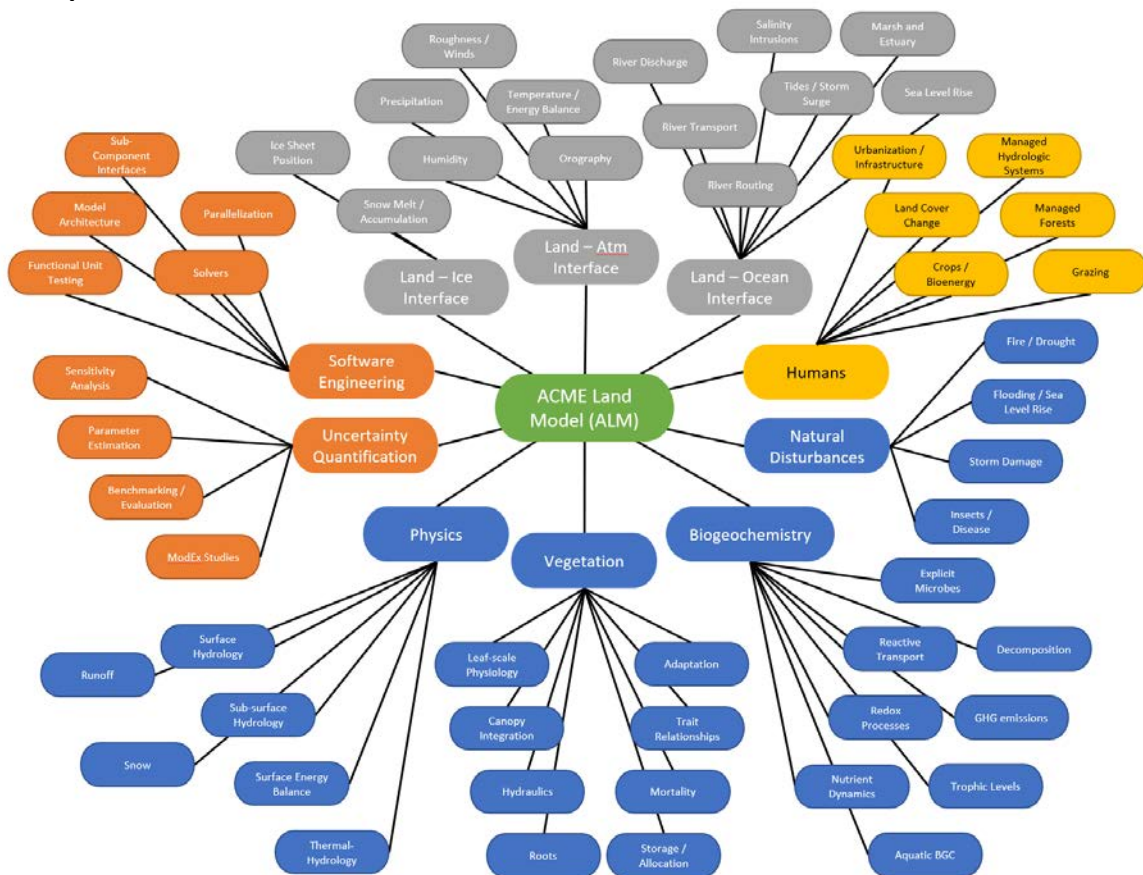 Roughness /
Winds
Salinity
Intrusions
Marsh and
Estuary
River Discharge
Precipitation
Temperature /
Energy Balance
Tides / Storm
Surge
Sea Level Rise
River Transport
Sub-
Component
Interfaces
Ice Sheet
Position
Humidity
Orography
Urbanization /
Infrastructure
Managed
Hydrologic
Systems
River Routing
Model
Architecture
Parallelization
Snow Melt /
Accumulation
Land Cover
Change
Managed
Forests
Land – Atm
Interface
Functional Unit
Testing
Solvers
Land – Ice
Interface
Land – Ocean
Interface
Crops /
Bioenergy
Grazing
Fire / Drought
Software
Engineering
Humans
Sensitivity
Analysis
ACME Land
Model (ALM)
Flooding / Sea
Level Rise
Parameter
Estimation
Uncertainty
Quantification
Natural
Disturbances
Storm Damage
Benchmarking /
Evaluation
Insects /
Disease
ModEx Studies
Physics
Vegetation
Biogeochemistry
Explicit
Microbes
Surface
Hydrology
Runoff
Leaf-scale
Physiology
Adaptation
Reactive
Transport
Decomposition
Sub-surface
Hydrology
Canopy
Integration
Trait
Relationships
Redox
Processes
GHG emissions
Snow
Surface Energy
Balance
Hydraulics
Mortality
Nutrient
Dynamics
Trophic Levels
Thermal-
Hydrology
Roots
Storage /
Allocation
Aquatic BGC